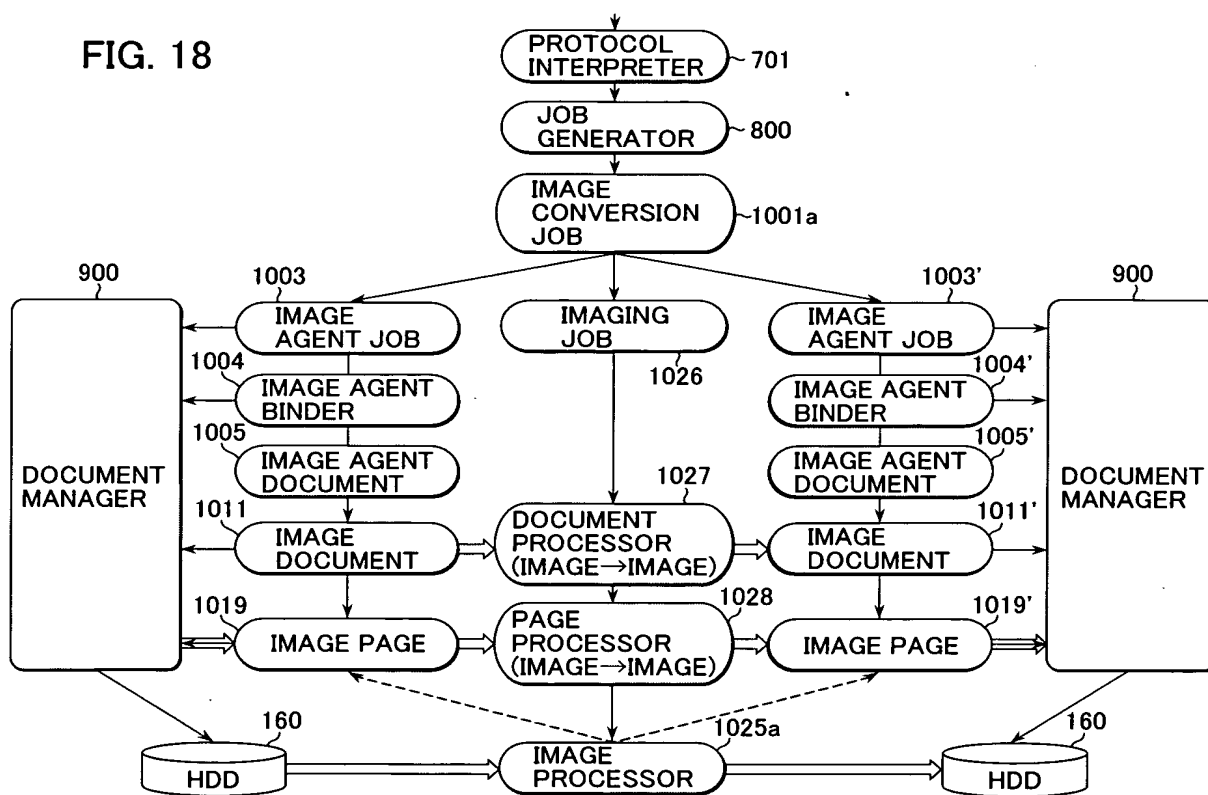 FIG. 18
PROTOCOL
INTERPRETER
701
JOB
GENERATOR
800
IMAGE
CONVERSION
JOB
1001a
900
1003
1003'
900
IMAGE
AGENT JOB
IMAGING
JOB
1026
IMAGE
AGENT JOB
1004
IMAGE AGENT
BINDER
1004'
IMAGE AGENT
BINDER
1005
IMAGE AGENT
DOCUMENT
1005'
IMAGE AGENT
DOCUMENT
DOCUMENT
MANAGER
DOCUMENT
MANAGER
1011
IMAGE
DOCUMENT
1027
DOCUMENT
PROCESSOR
(IMAGE→IMAGE)
1011'
IMAGE
DOCUMENT
1019
IMAGE PAGE
1028
PAGE
PROCESSOR
(IMAGE→IMAGE)
1019'
IMAGE PAGE
160
HDD
1025a
IMAGE
PROCESSOR
160
HDD